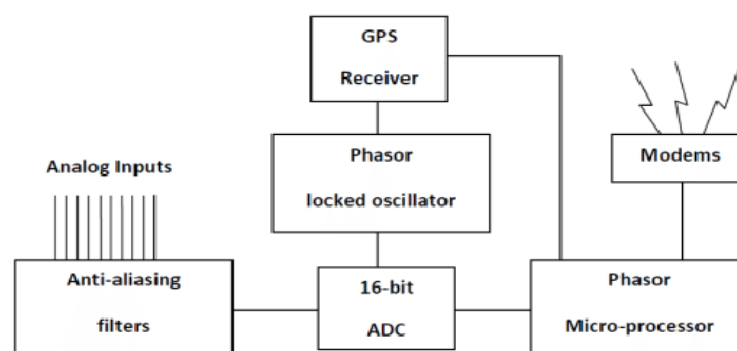 GPS
Receiver
Phasor
locked oscillator
Modems
Analog Inputs
Anti-aliasing
filters
16-bit
ADC
Phasor
Micro-processor